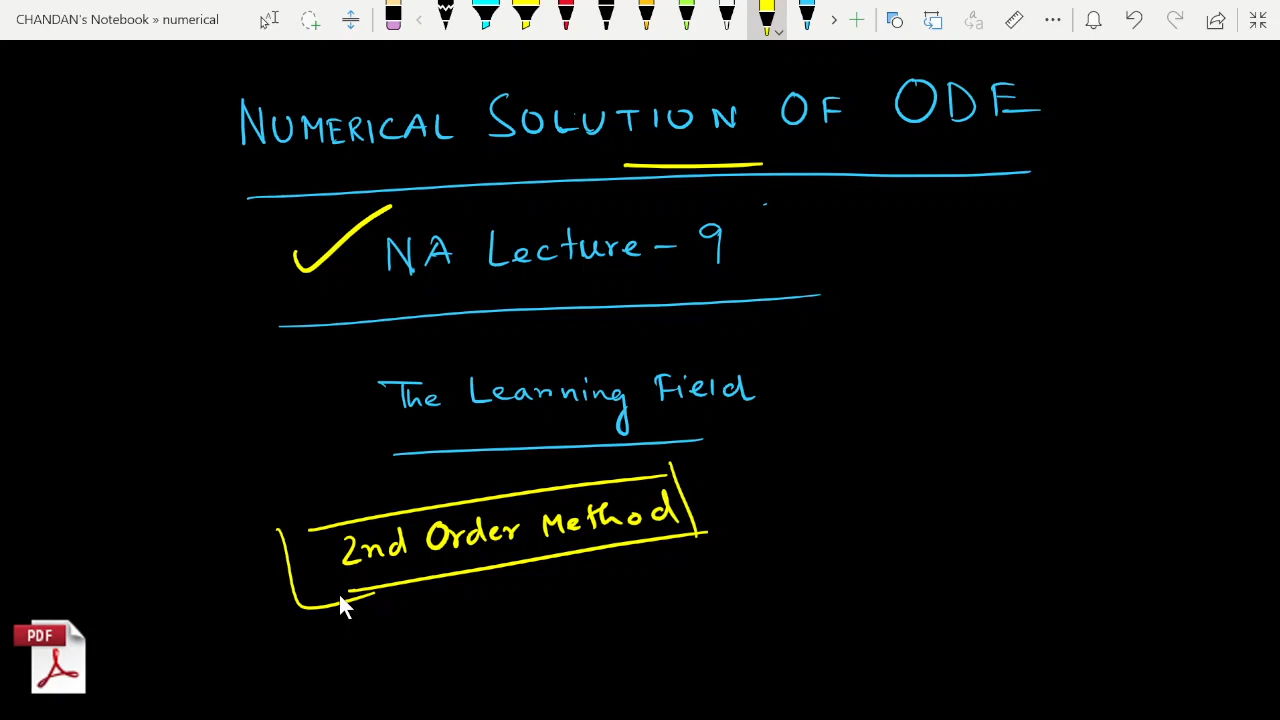 CHANDAN's Notebook » numerical
NUMERICAL SOLUTION OF ODE
NA Lecture - 9
The Learning Field
2nd Order Method
PDF